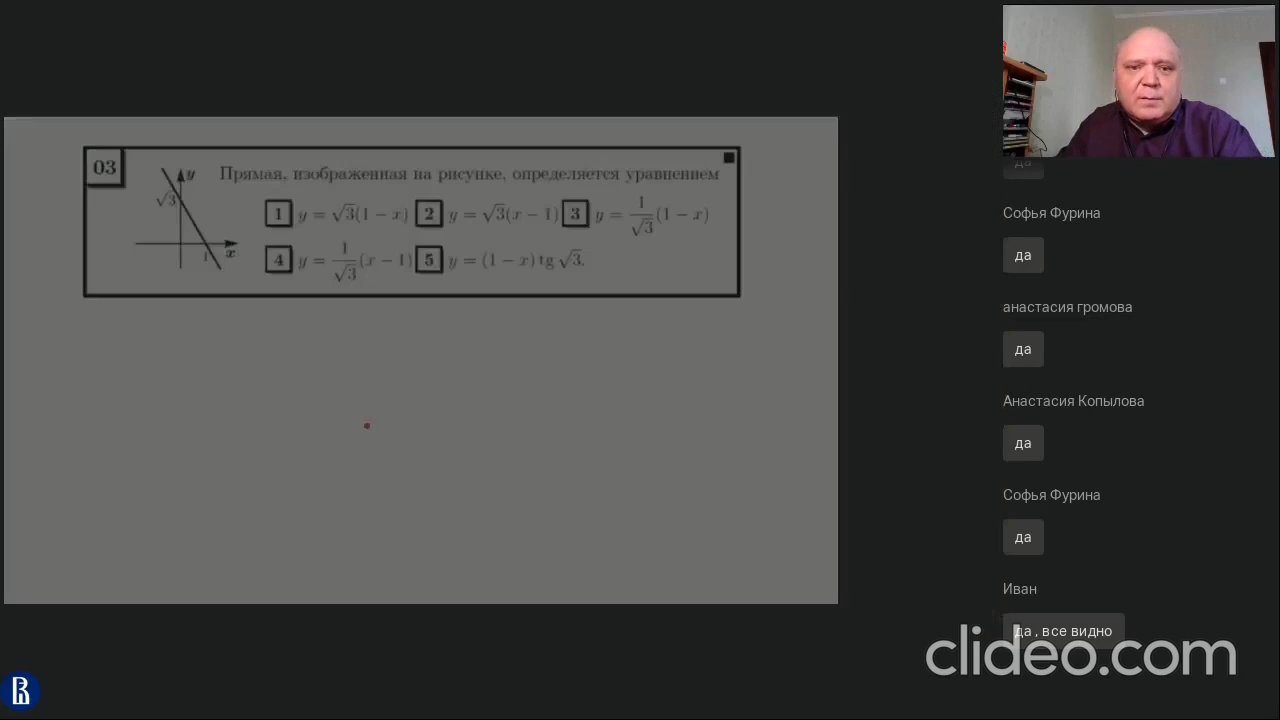 03
Прямая, изображенная на рисунке, определяется уравнением
y
√3
1
x
1 y = √3(1 − x) 2 y = √3(x − 1) 3 y = 1/√3 (1 − x)
4 y = 1/√3 (x − 1) 5 y = (1 − x) tg √3.
да
Софья Фурина
да
анастасия громова
да
Анастасия Копылова
да
Софья Фурина
да
Иван
да , все видно
clideo.com